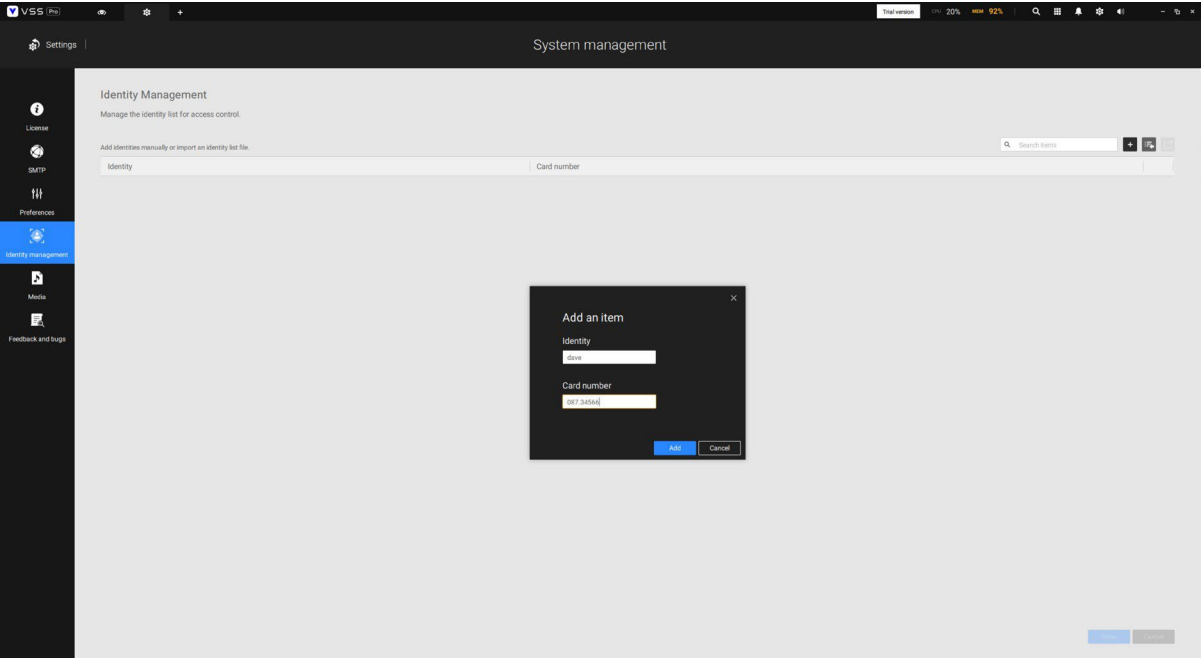 VSS Pro
Trial version CPU 20% MEM 92%
Settings
System management
License
SMTP
Preferences
Identity management
Media
Feedback and bugs
Identity Management
Manage the identity list for access control.
Add identities manually or import an identity list file.
Search items
Identity Card number
Add an item
Identity
dave
Card number
087.34566
Add Cancel
Cancel